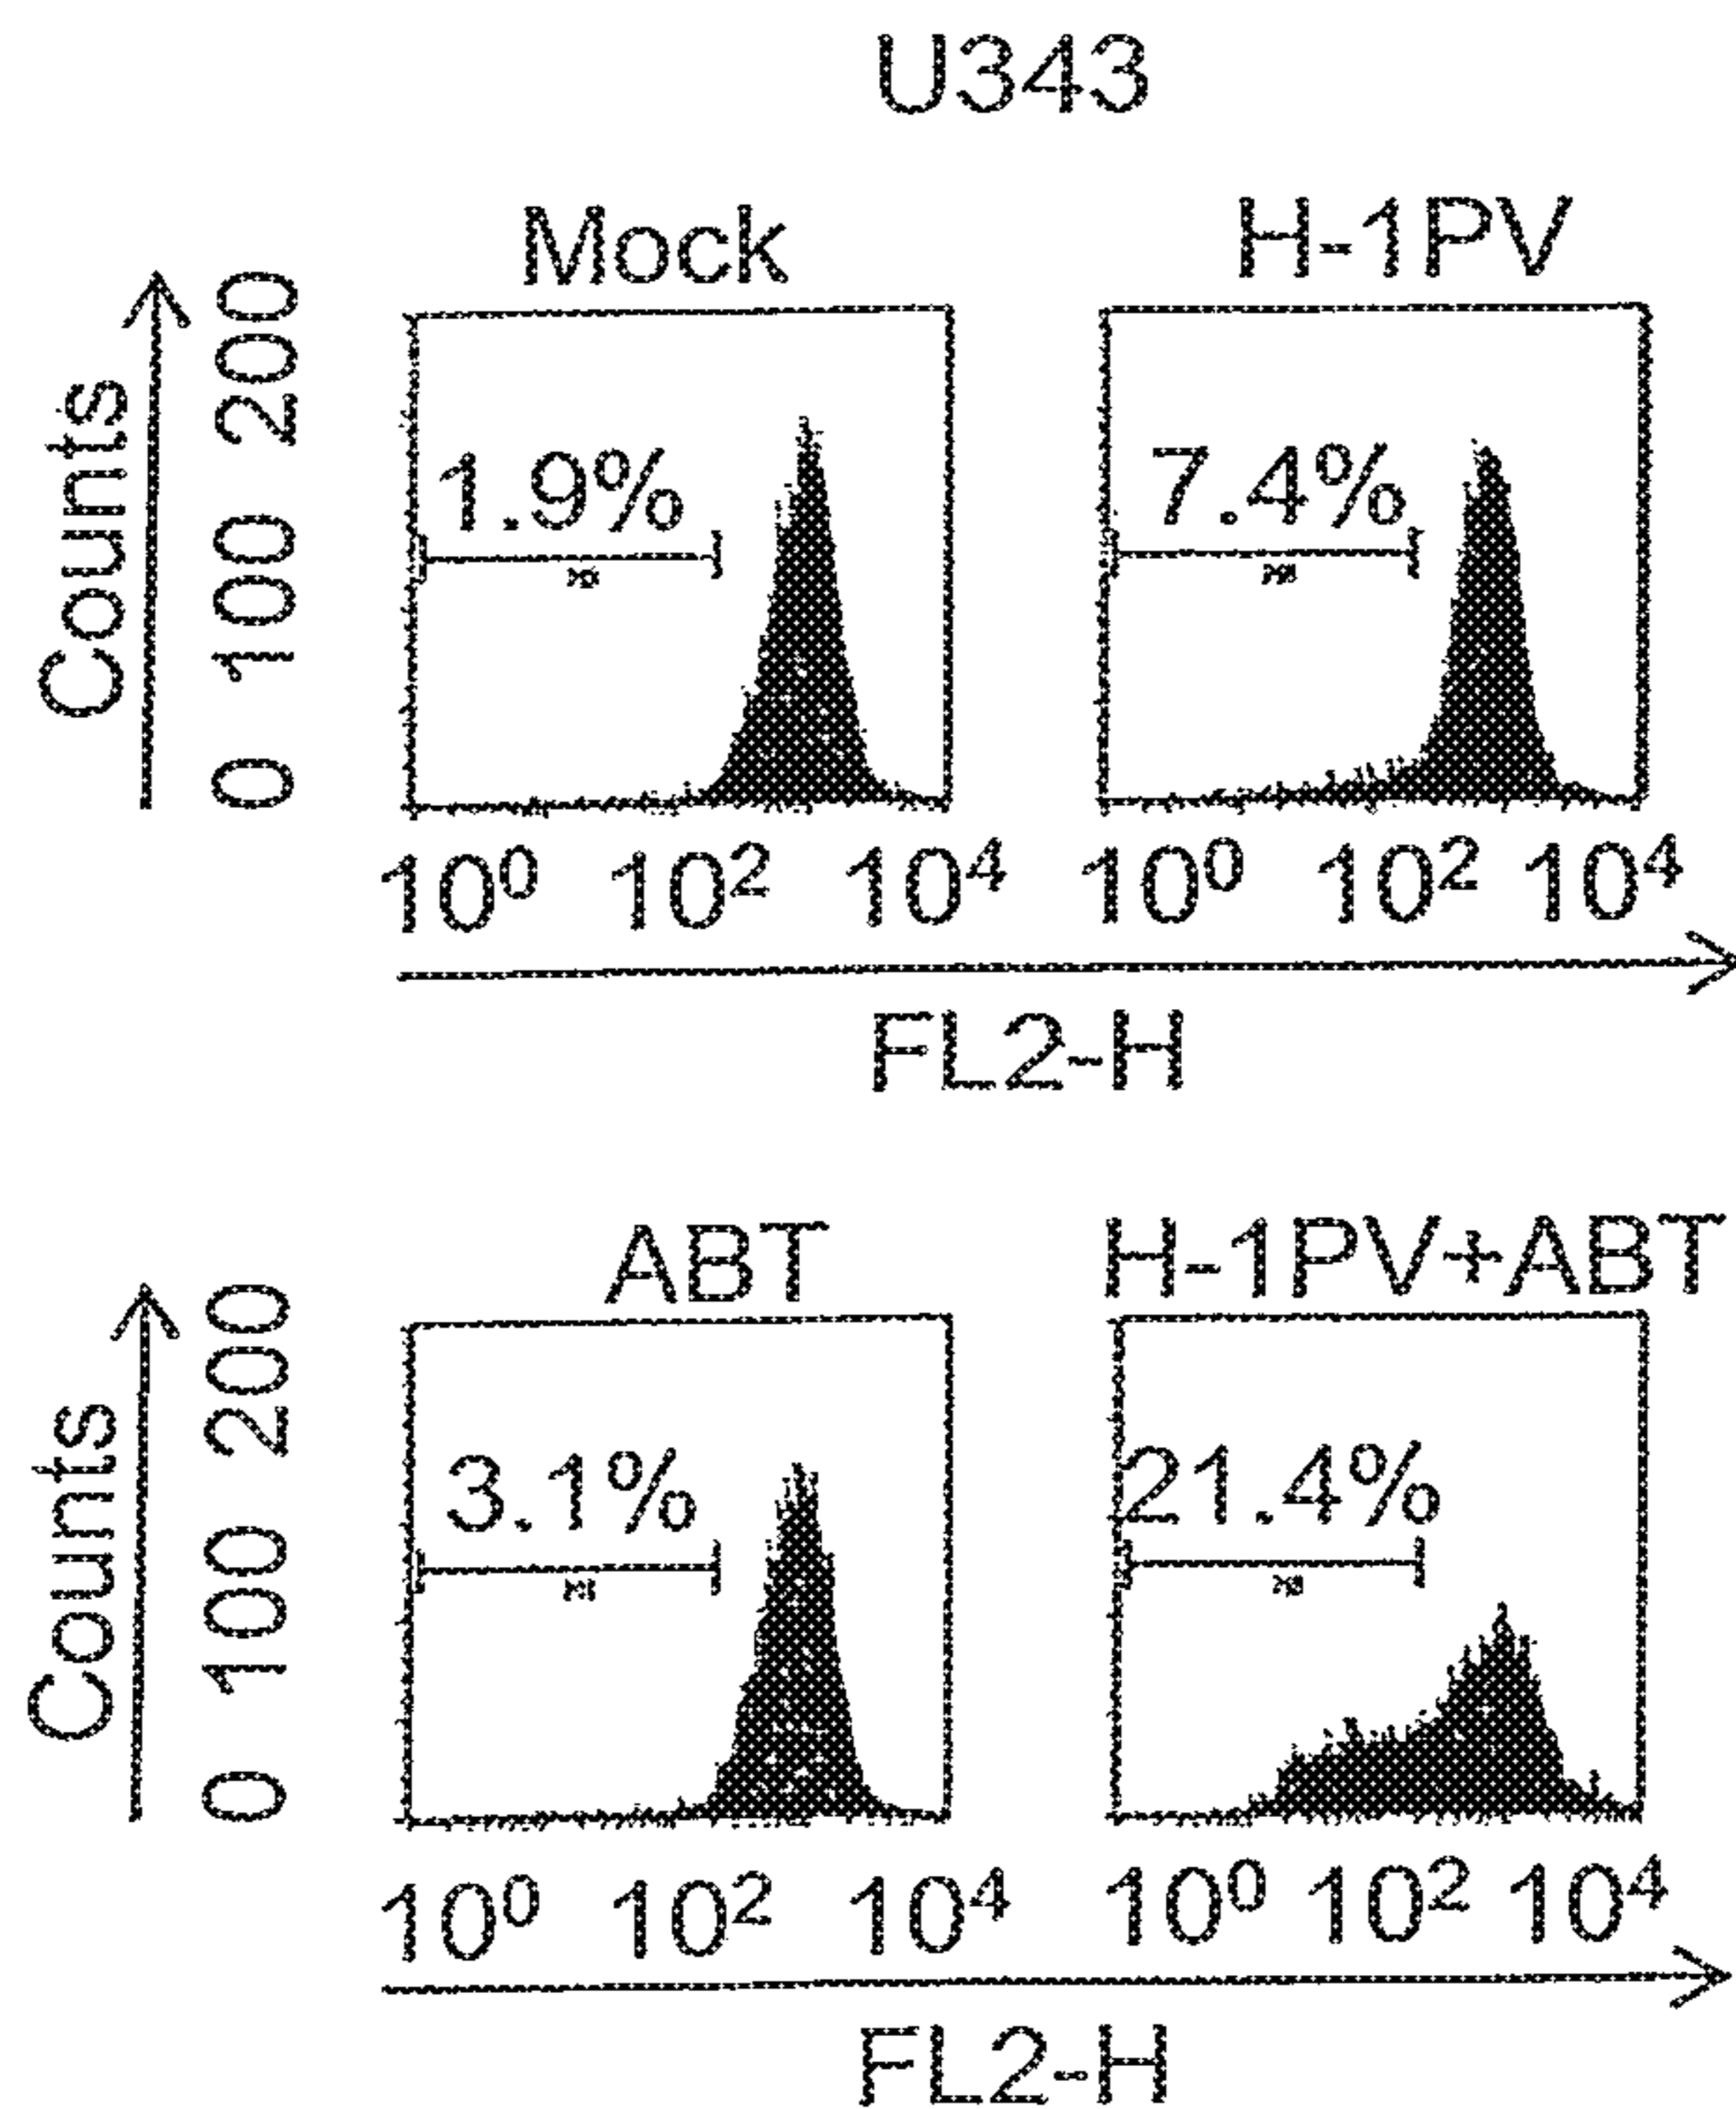 U343
Mock H-1PV
Counts
0 100 200
1.9% 7.4%
10⁰ 10² 10⁴ 10⁰ 10² 10⁴
FL2-H
ABT H-1PV+ABT
Counts
0 100 200
3.1% 21.4%
10⁰ 10² 10⁴ 10⁰ 10² 10⁴
FL2-H